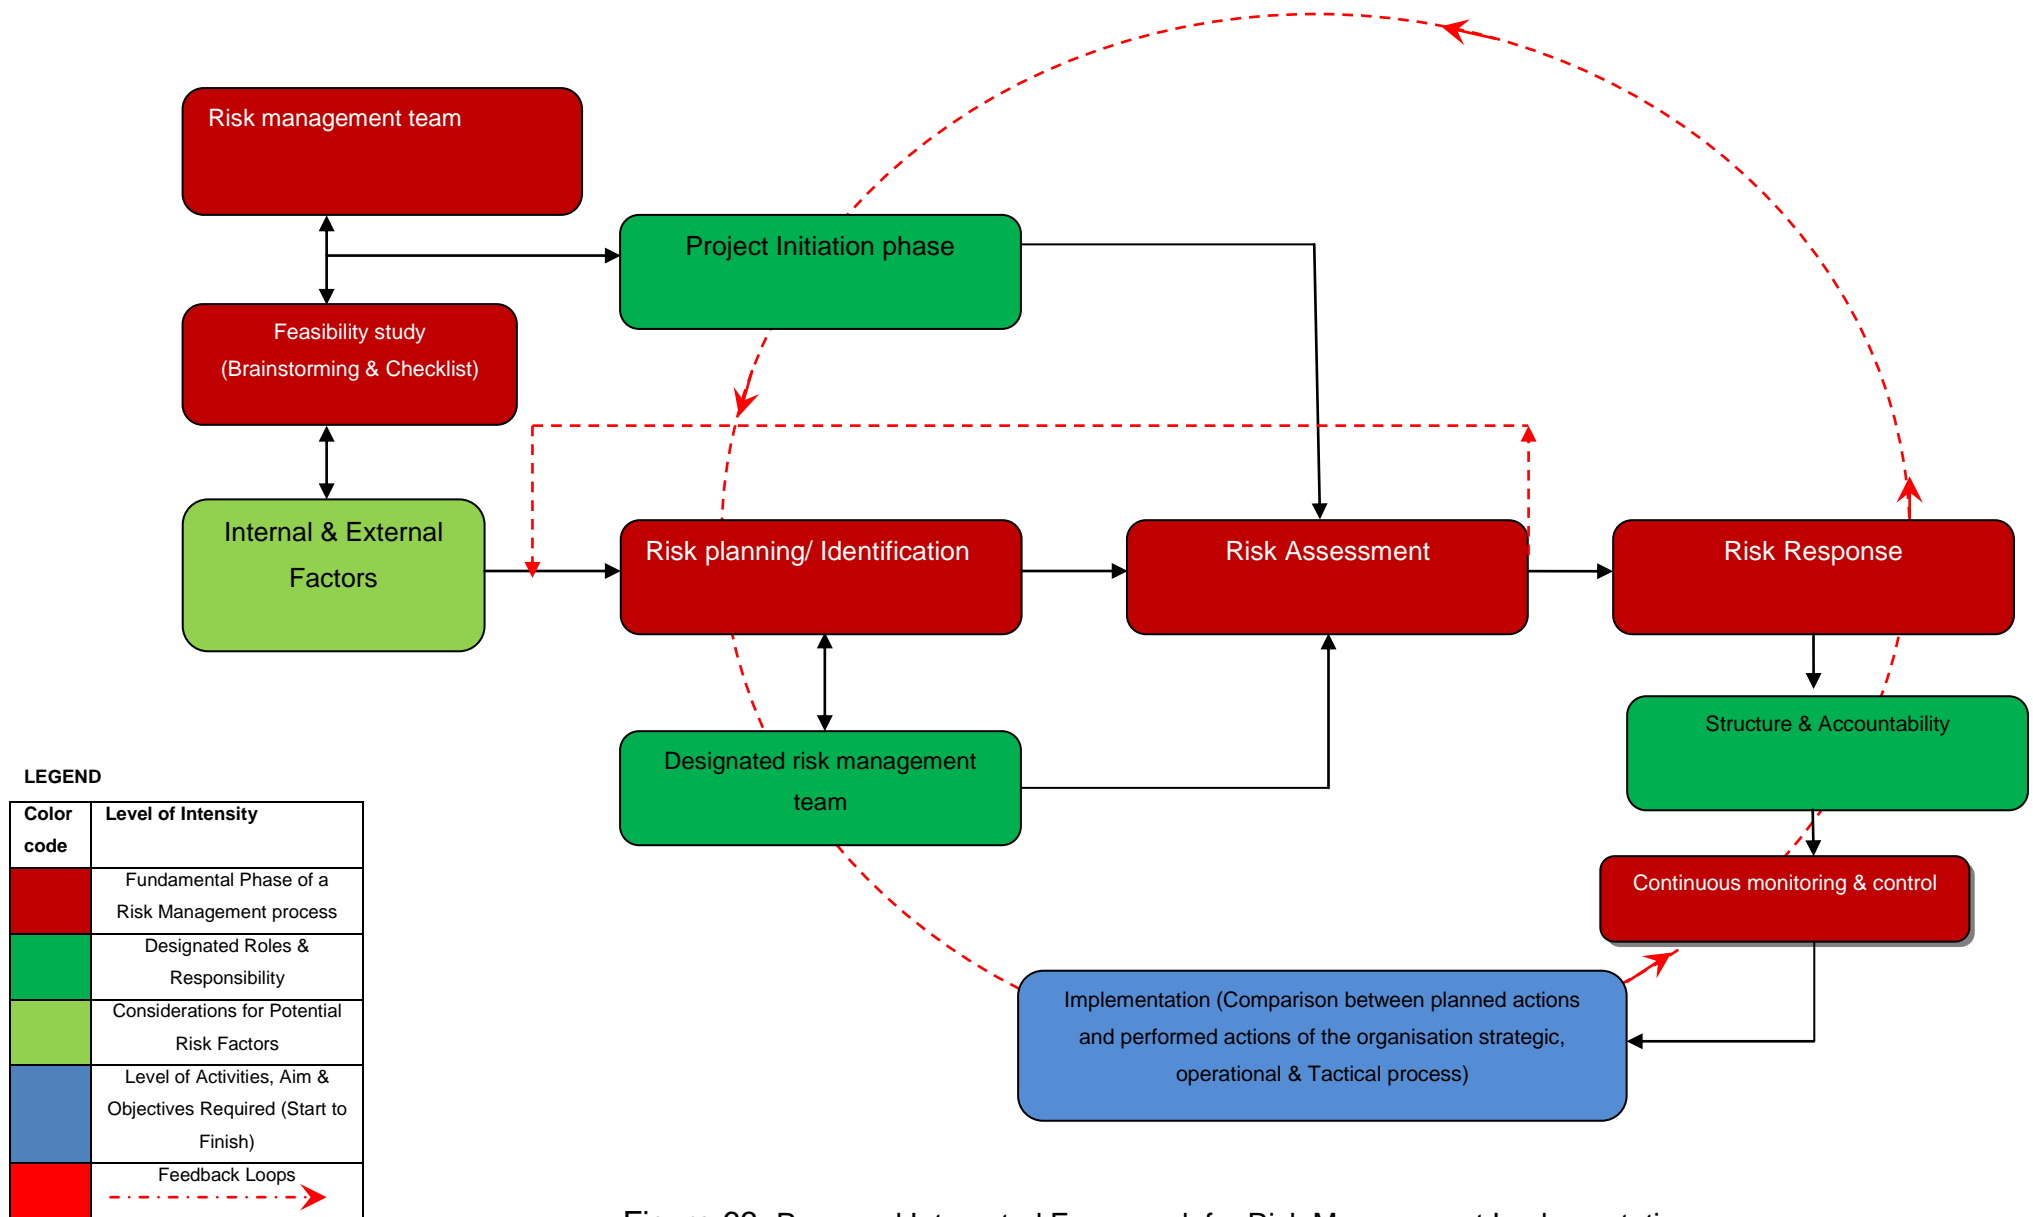 Risk management team
Project Initiation phase
Feasibility study
(Brainstorming & Checklist)
Internal & External
Factors
Risk planning/ Identification
Risk Assessment
Risk Response
Designated risk management
team
Structure & Accountability
Continuous monitoring & control
Implementation (Comparison between planned actions
and performed actions of the organisation strategic,
operational & Tactical process)
LEGEND
Color
code
Level of Intensity
Fundamental Phase of a
Risk Management process
Designated Roles &
Responsibility
Considerations for Potential
Risk Factors
Level of Activities, Aim &
Objectives Required (Start to
Finish)
Feedback Loops